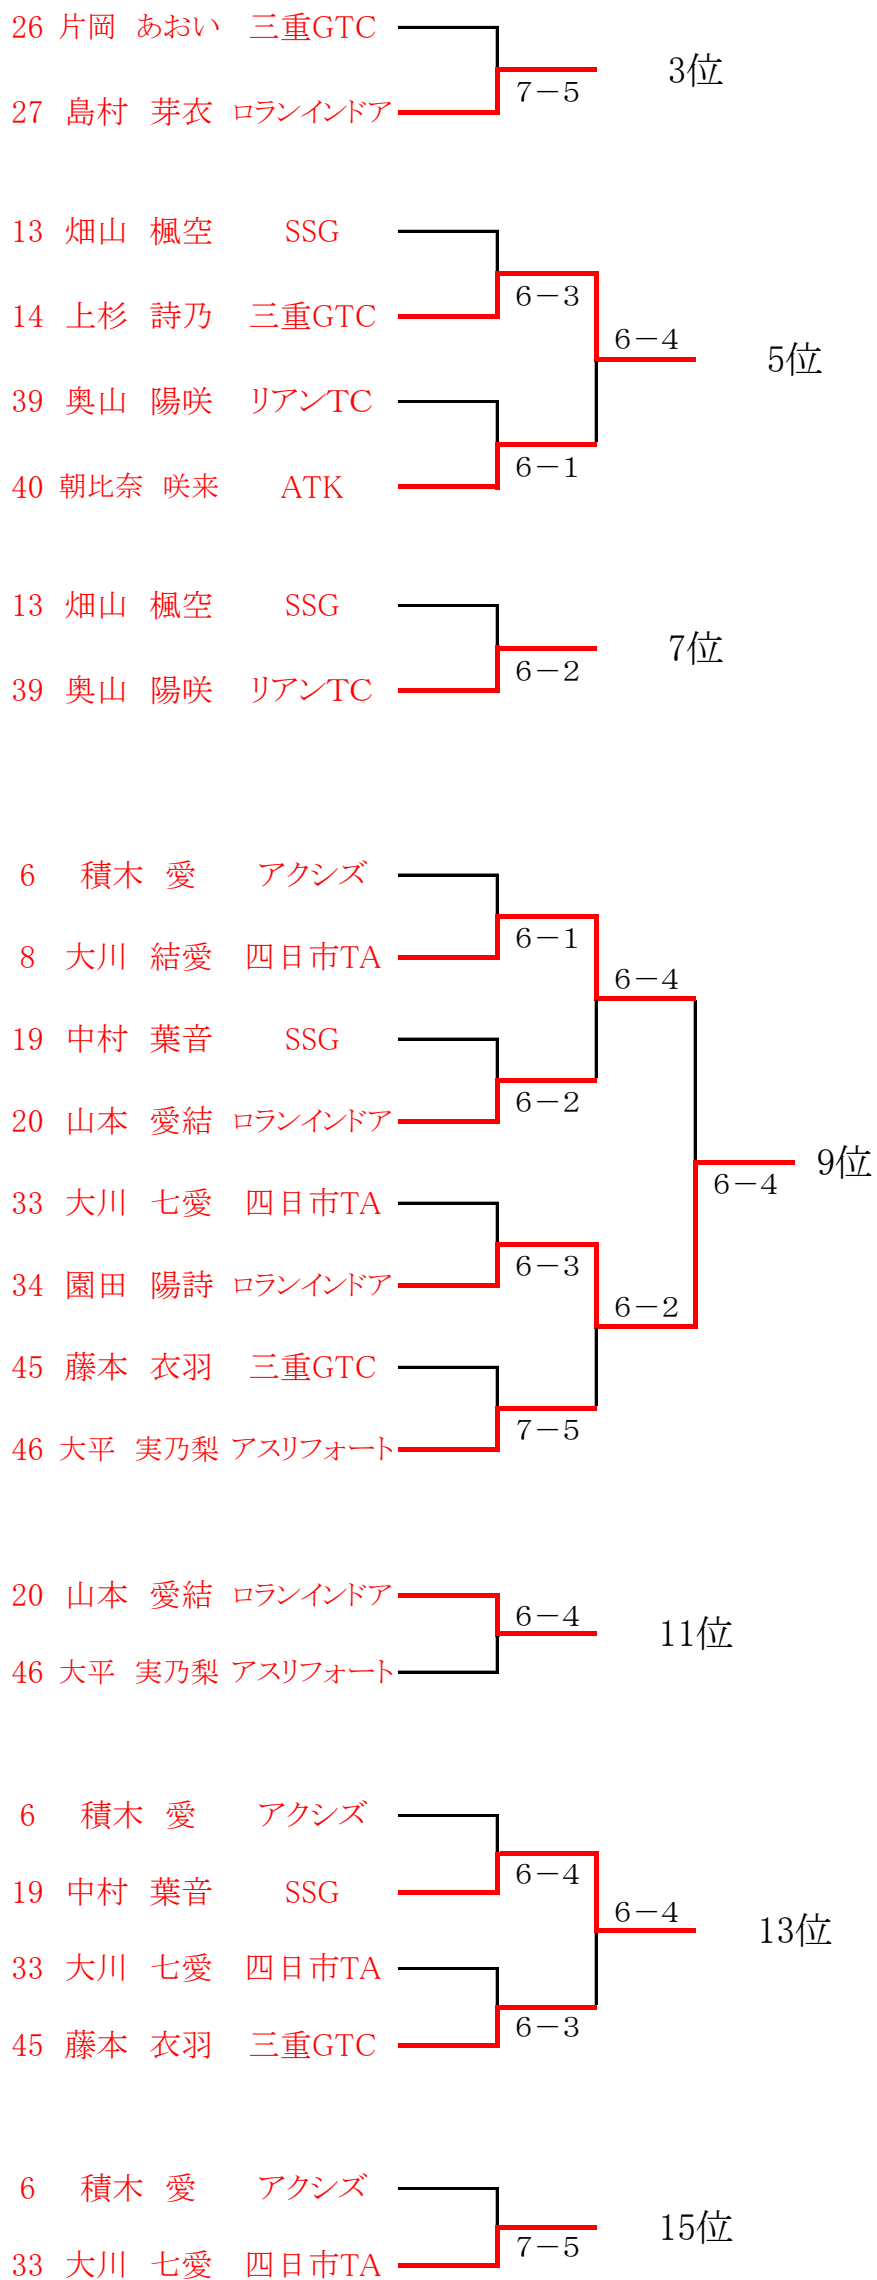 26 片岡 あおい 三重GTC
3位
7－5
27 島村 芽衣 ロランインドア
13 畑山 楓空 SSG
6－3
14 上杉 詩乃 三重GTC
6－4
5位
39 奥山 陽咲 リアンTC
6－1
40 朝比奈 咲来 ATK
13 畑山 楓空 SSG
7位
6－2
39 奥山 陽咲 リアンTC
6 積木 愛 アクシズ
6－1
8 大川 結愛 四日市TA
6－4
19 中村 葉音 SSG
6－2
20 山本 愛結 ロランインドア
9位
6－4
33 大川 七愛 四日市TA
6－3
34 園田 陽詩 ロランインドア
6－2
45 藤本 衣羽 三重GTC
7－5
46 大平 実乃梨 アスリフォート
20 山本 愛結 ロランインドア
6－4
11位
46 大平 実乃梨 アスリフォート
6 積木 愛 アクシズ
6－4
19 中村 葉音 SSG
6－4
13位
33 大川 七愛 四日市TA
6－3
45 藤本 衣羽 三重GTC
6 積木 愛 アクシズ
15位
7－5
33 大川 七愛 四日市TA